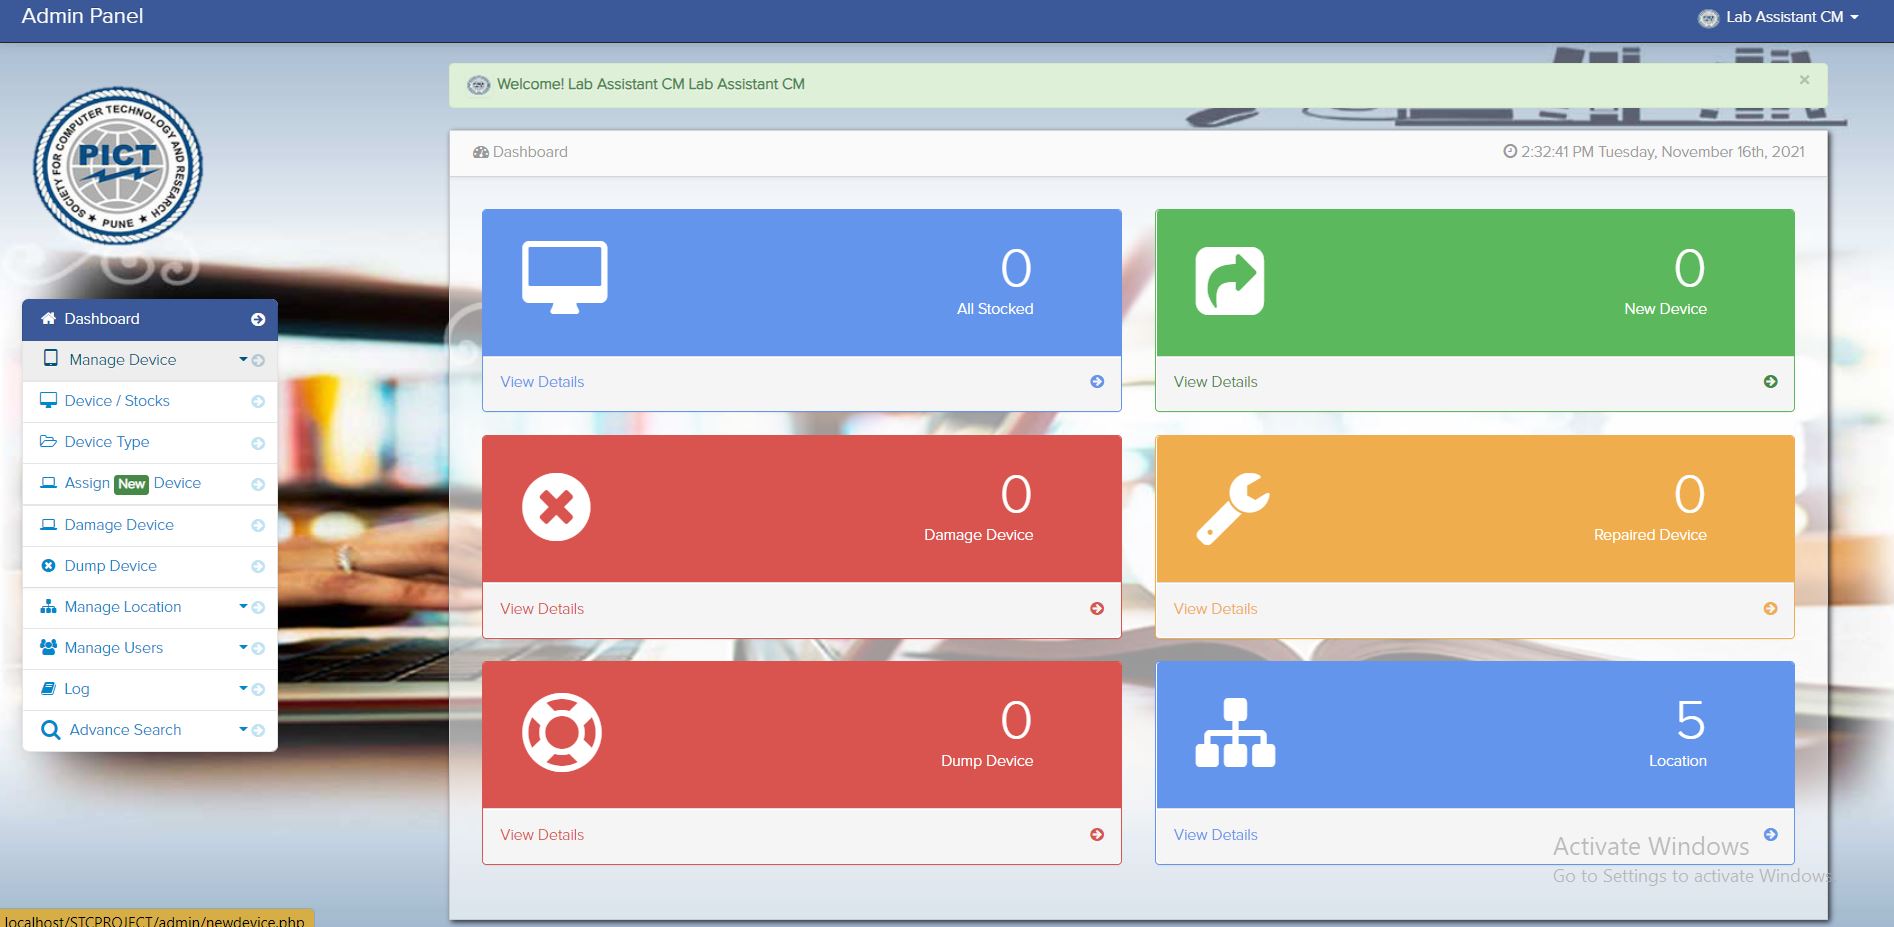 Admin Panel
Lab Assistant CM
Welcome! Lab Assistant CM Lab Assistant CM
SOCIETY FOR COMPUTER TECHNOLOGY AND RESEARCH
PICT
★ PUNE ★
Dashboard
2:32:41 PM Tuesday, November 16th, 2021
Dashboard
Manage Device
Device / Stocks
Device Type
Assign New Device
Damage Device
Dump Device
Manage Location
Manage Users
Log
Advance Search
0
All Stocked
View Details
0
New Device
View Details
0
Damage Device
View Details
0
Repaired Device
View Details
0
Dump Device
View Details
5
Location
View Details
Activate Windows
Go to Settings to activate Windows.
localhost/STCPROJECT/admin/newdevice.php